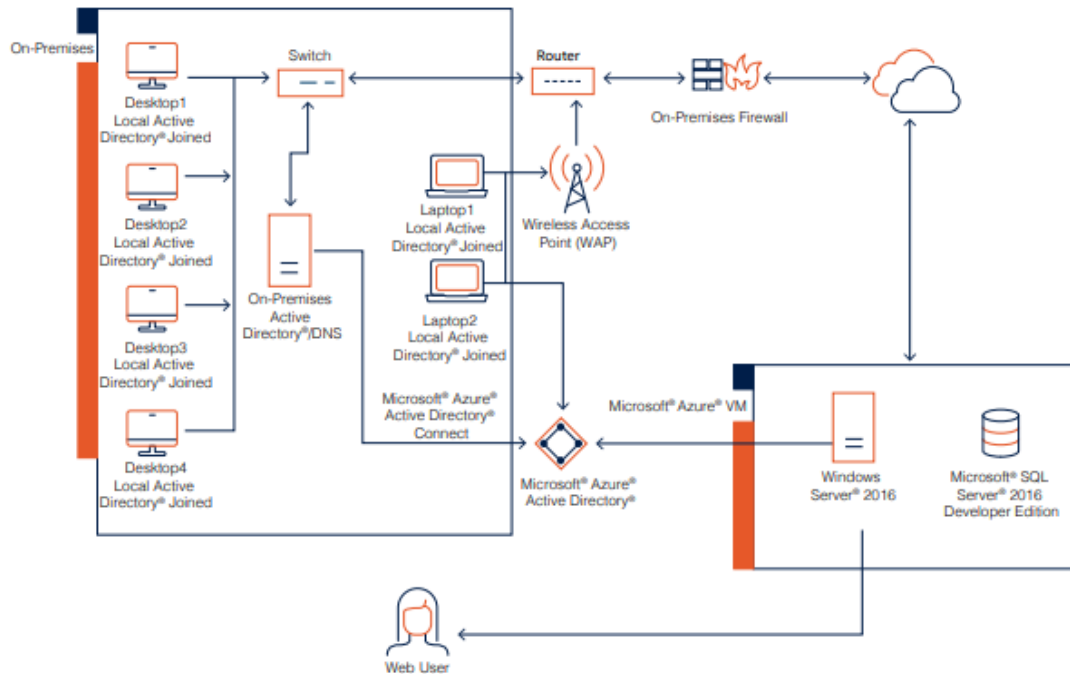 On-Premises
Desktop1
Local Active
Directory® Joined
Desktop2
Local Active
Directory® Joined
Desktop3
Local Active
Directory® Joined
Desktop4
Local Active
Directory® Joined
Switch
On-Premises
Active
Directory®/DNS
Laptop1
Local Active
Directory® Joined
Laptop2
Local Active
Directory® Joined
Router
Wireless Access
Point (WAP)
On-Premises Firewall
Microsoft® Azure®
Active Directory®
Connect
Microsoft® Azure®
Active Directory®
Microsoft® Azure® VM
Windows
Server® 2016
Microsoft® SQL
Server® 2016
Developer Edition
Web User